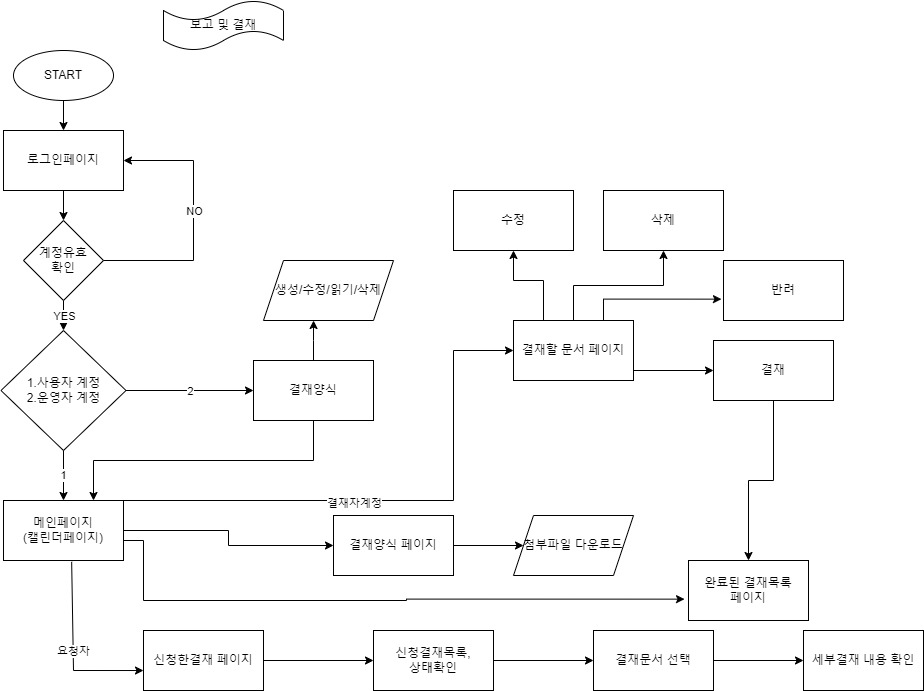 보고 및 결재
START
로그인페이지
NO
계정유효
확인
YES
생성/수정/읽기/삭제
1.사용자 계정
2.운영자 계정
2
결재양식
1
수정
삭제
반려
결재할 문서 페이지
결재
메인페이지
(캘린더페이지)
결재자계정
결재양식 페이지
첨부파일 다운로드
완료된 결재목록
페이지
요청자
신청한결재 페이지
신청결재목록,
상태확인
결재문서 선택
세부결재 내용 확인